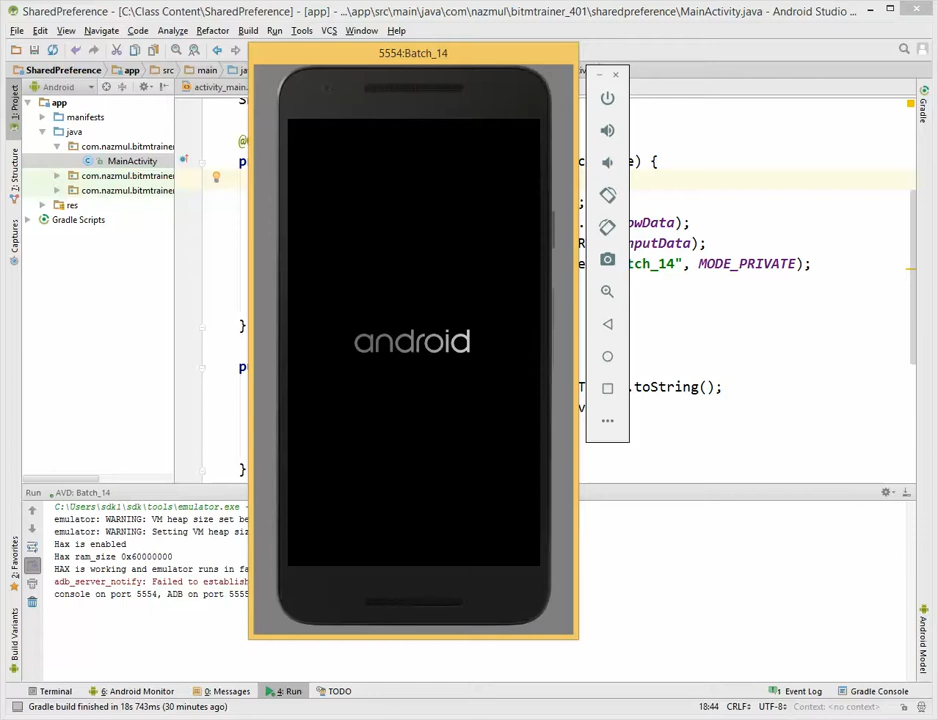 SharedPreference - [C:\Class Content\SharedPreference] - [app] - ...\app\src\main\java\com\nazmul\bitmtrainer_401\sharedpreference\MainActivity.java - Android Studio ...
File Edit View Navigate Code Analyze Refactor Build Run Tools VCS Window Help
5554:Batch_14
SharedPreference app src main
Android
activity_main.
1: Project
7: Structure
Captures
2: Favorites
Build Variants
Gradle
Android Model
app
manifests
java
com.nazmul.bitmtrainer
MainActivity
com.nazmul.bitmtrainer
com.nazmul.bitmtrainer
res
Gradle Scripts
e) {
;
.owData);
nputData);
tch_14", MODE_PRIVATE);
}
.toString();
}
android
Run AVD: Batch_14
C:\Users\sdk1\sdk\tools\emulator.exe -
emulator: WARNING: VM heap size set be
emulator: WARNING: Setting VM heap siz
Hax is enabled
Hax ram_size 0x60000000
HAX is working and emulator runs in fa
adb_server_notify: Failed to establish
console on port 5554, ADB on port 5555
Terminal 6: Android Monitor 0: Messages 4: Run TODO 1 Event Log Gradle Console
Gradle build finished in 18s 743ms (30 minutes ago) 18:44 CRLF UTF-8 Context: <no context>